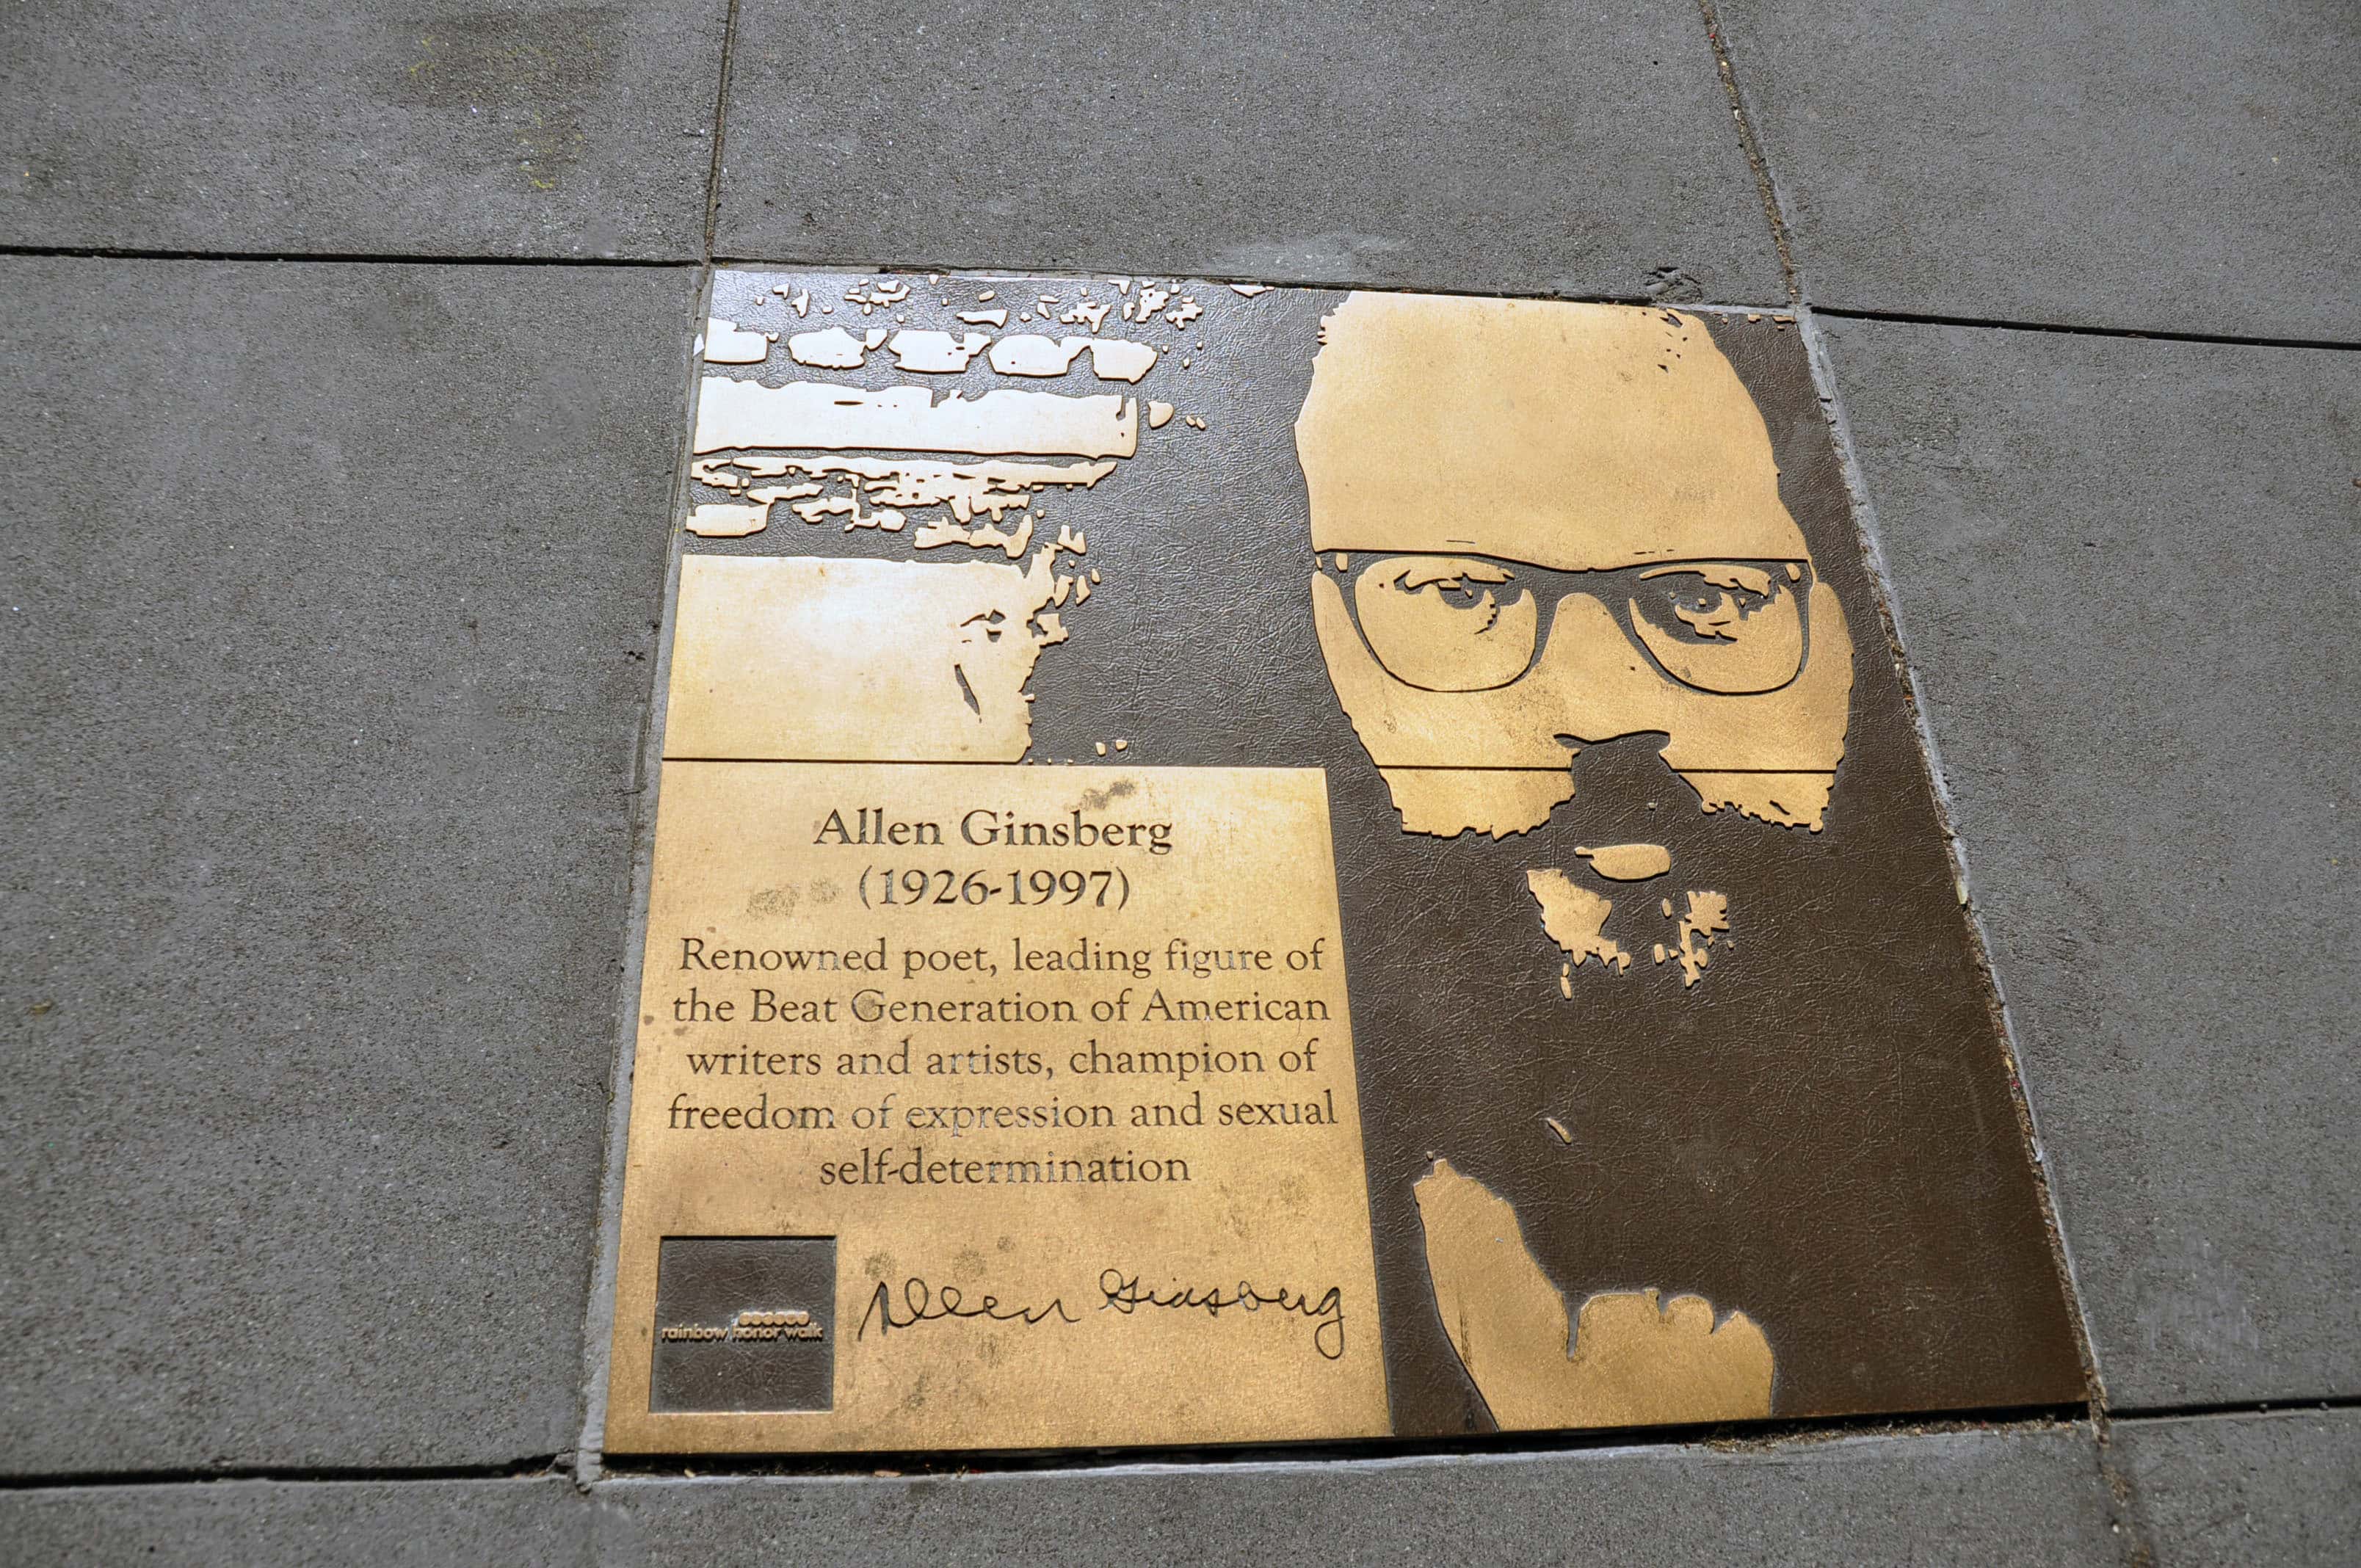 Allen Ginsberg
(1926-1997)
Renowned poet, leading figure of
the Beat Generation of American
writers and artists, champion of
freedom of expression and sexual
self-determination
rainbow honor walk
Allen Ginsberg